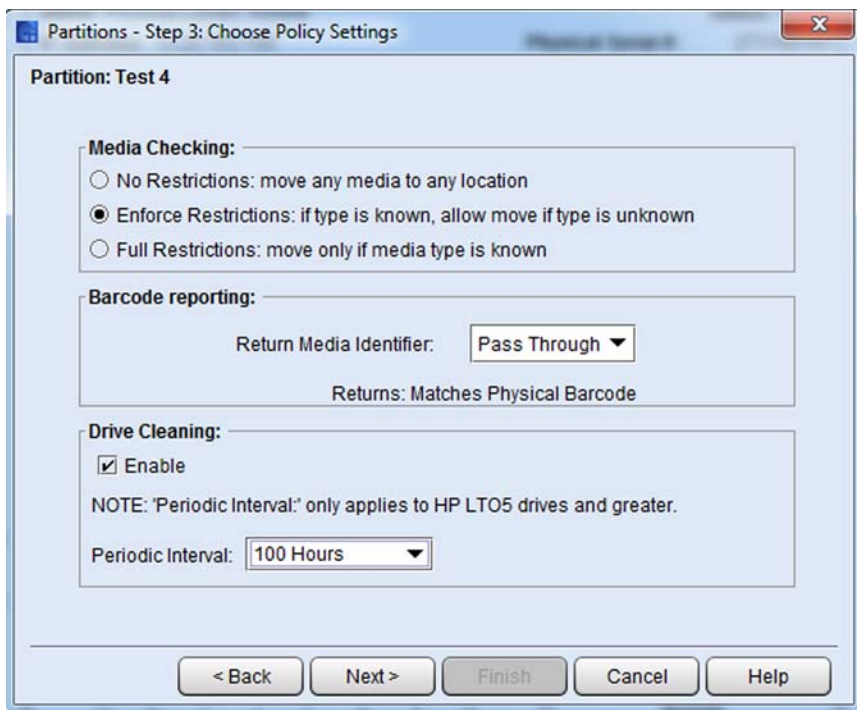 Partitions - Step 3: Choose Policy Settings
Partition: Test 4
Media Checking:
No Restrictions: move any media to any location
Enforce Restrictions: if type is known, allow move if type is unknown
Full Restrictions: move only if media type is known
Barcode reporting:
Return Media Identifier: Pass Through
Returns: Matches Physical Barcode
Drive Cleaning:
Enable
NOTE: 'Periodic Interval:' only applies to HP LTO5 drives and greater.
Periodic Interval: 100 Hours
< Back Next > Finish Cancel Help